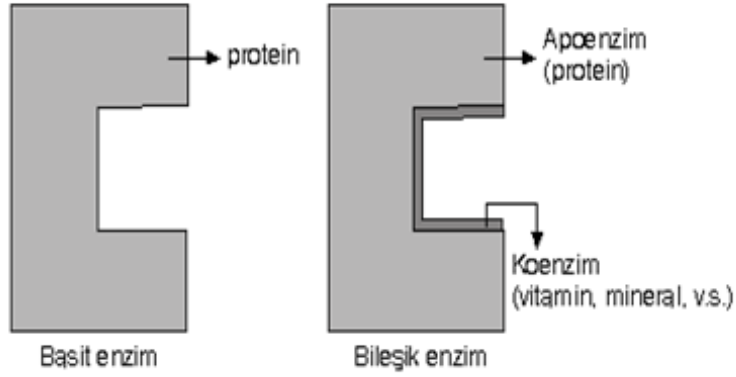 protein
Apoenzim
(protein)
Koenzim
(vitamin, mineral, v.s.)
Basit enzim
Bileşik enzim